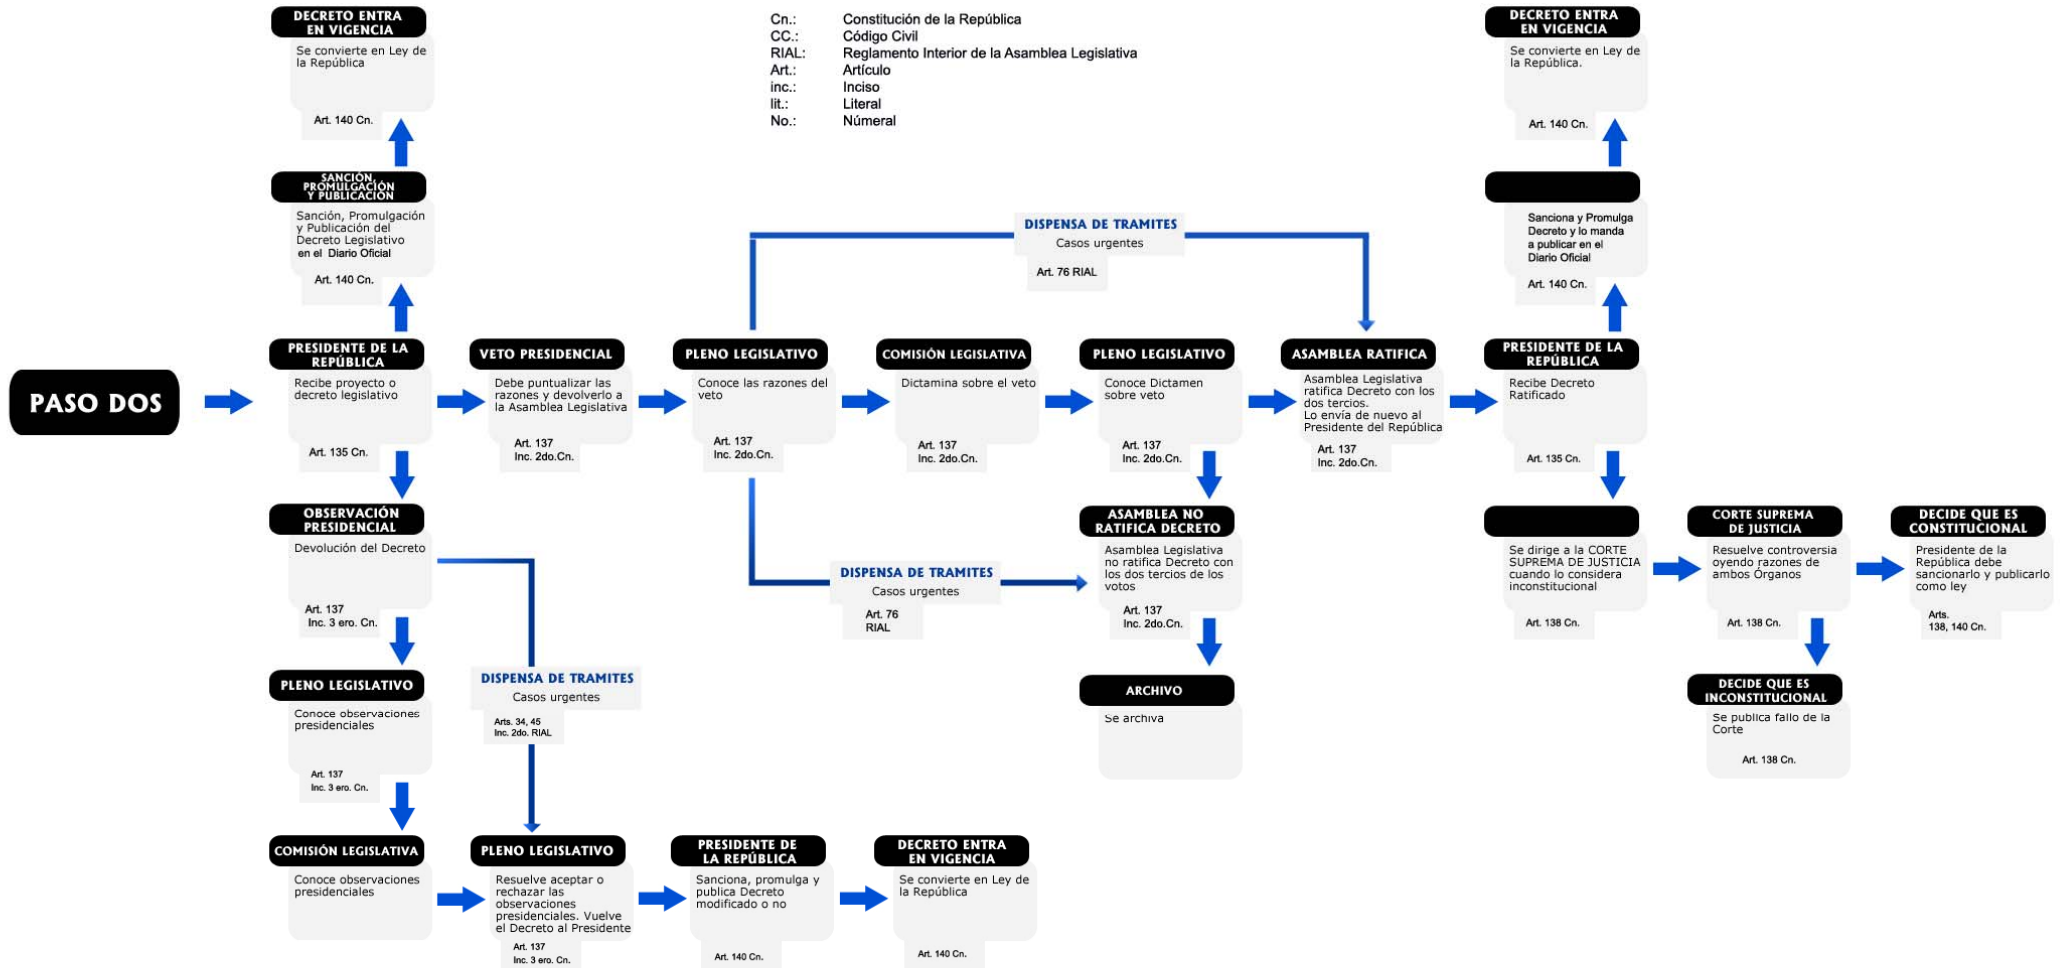 DECRETO ENTRA
EN VIGENCIA
Se convierte en Ley de
la República
Art. 140 Cn.
Cn.: Constitución de la República
CC.: Código Civil
RIAL: Reglamento Interior de la Asamblea Legislativa
Art.: Artículo
inc.: Inciso
lit.: Literal
No.: Númeral
DECRETO ENTRA
EN VIGENCIA
Se convierte en Ley de
la República.
Art. 140 Cn.
SANCIÓN,
PROMULGACIÓN
Y PUBLICACIÓN
Sanción, Promulgación
y Publicación del
Decreto Legislativo
en el Diario Oficial
Art. 140 Cn.
DISPENSA DE TRAMITES
Casos urgentes
Art. 76 RIAL
Sanciona y Promulga
Decreto y lo manda
a publicar en el
Diario Oficial
Art. 140 Cn.
PASO DOS
PRESIDENTE DE LA
REPÚBLICA
Recibe proyecto o
decreto legislativo
Art. 135 Cn.
VETO PRESIDENCIAL
Debe puntualizar las
razones y devolverlo a
la Asamblea Legislativa
Art. 137
Inc. 2do.Cn.
PLENO LEGISLATIVO
Conoce las razones del
veto
Art. 137
Inc. 2do.Cn.
COMISIÓN LEGISLATIVA
Dictamina sobre el veto
Art. 137
Inc. 2do.Cn.
PLENO LEGISLATIVO
Conoce Dictamen
sobre veto
Art. 137
Inc. 2do.Cn.
ASAMBLEA RATIFICA
Asamblea Legislativa
ratifica Decreto con los
dos tercios.
Lo envía de nuevo al
Presidente del República
Art. 137
Inc. 2do.Cn.
PRESIDENTE DE LA
REPÚBLICA
Recibe Decreto
Ratificado
Art. 135 Cn.
OBSERVACIÓN
PRESIDENCIAL
Devolución del Decreto
Art. 137
Inc. 3 ero. Cn.
DISPENSA DE TRAMITES
Casos urgentes
Art. 76
RIAL
ASAMBLEA NO
RATIFICA DECRETO
Asamblea Legislativa
no ratifica Decreto con
los dos tercios de los
votos
Art. 137
Inc. 2do.Cn.
Se dirige a la CORTE
SUPREMA DE JUSTICIA
cuando lo considera
inconstitucional
Art. 138 Cn.
CORTE SUPREMA
DE JUSTICIA
Resuelve controversia
oyendo razones de
ambos Órganos
Art. 138 Cn.
DECIDE QUE ES
CONSTITUCIONAL
Presidente de la
República debe
sancionarlo y publicarlo
como ley
Arts.
138, 140 Cn.
PLENO LEGISLATIVO
Conoce observaciones
presidenciales
Art. 137
Inc. 3 ero. Cn.
DISPENSA DE TRAMITES
Casos urgentes
Arts. 34, 45
Inc. 2do. RIAL
ARCHIVO
Se archiva
DECIDE QUE ES
INCONSTITUCIONAL
Se publica fallo de la
Corte
Art. 138 Cn.
COMISIÓN LEGISLATIVA
Conoce observaciones
presidenciales
PLENO LEGISLATIVO
Resuelve aceptar o
rechazar las
observaciones
presidenciales. Vuelve
el Decreto al Presidente
Art. 137
Inc. 3 ero. Cn.
PRESIDENTE DE
LA REPÚBLICA
Sanciona, promulga y
publica Decreto
modificado o no
Art. 140 Cn.
DECRETO ENTRA
EN VIGENCIA
Se convierte en Ley de
la República
Art. 140 Cn.